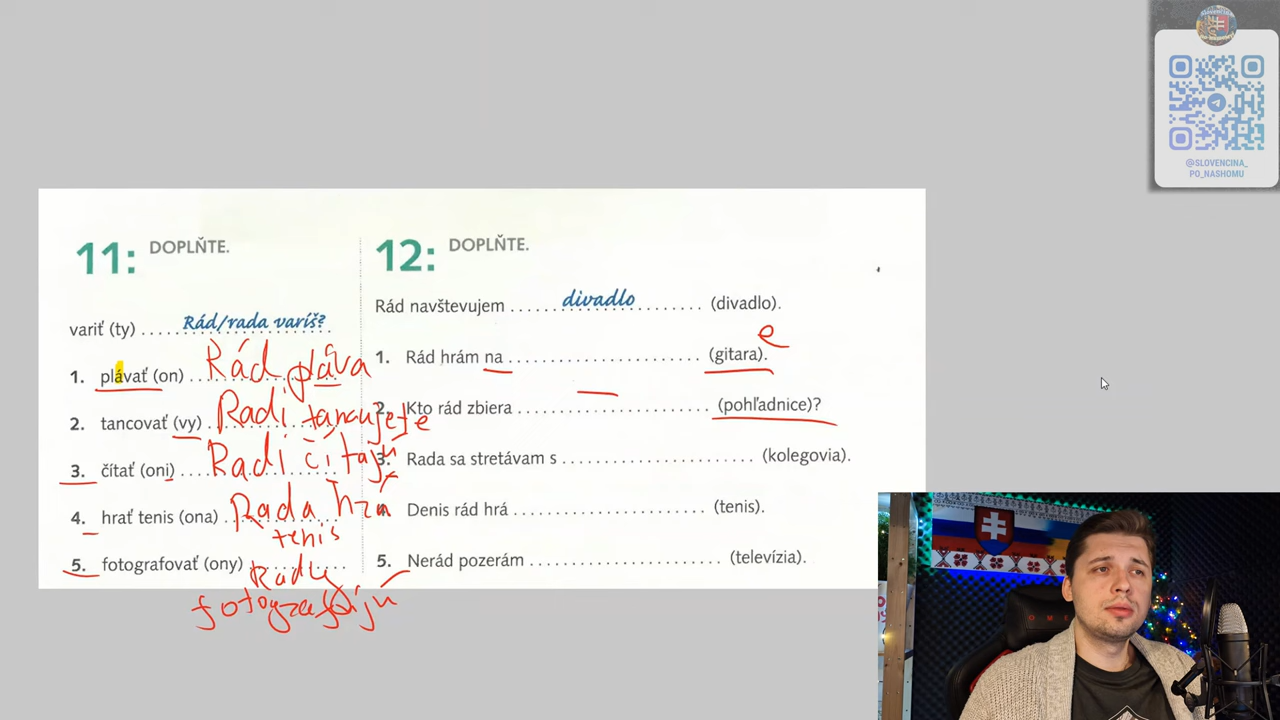 @SLOVENCINA_
PO_NASHOMU
11: DOPLŇTE.
variť (ty) Rád/rada varíš?
1. plávať (on) Rád pláva
2. tancovať (vy) Radi tancujete
3. čítať (oni) Radi čítajú
4. hrať tenis (ona) Rada hrá
tenis
5. fotografovať (ony) Rady
12: DOPLŇTE.
Rád navštevujem divadlo (divadlo).
e
1. Rád hrám na (gitara).
2. Kto rád zbiera (pohľadnice)?
3. Rada sa stretávam s (kolegovia).
4. Denis rád hrá (tenis).
5. Nerád pozerám (televízia).